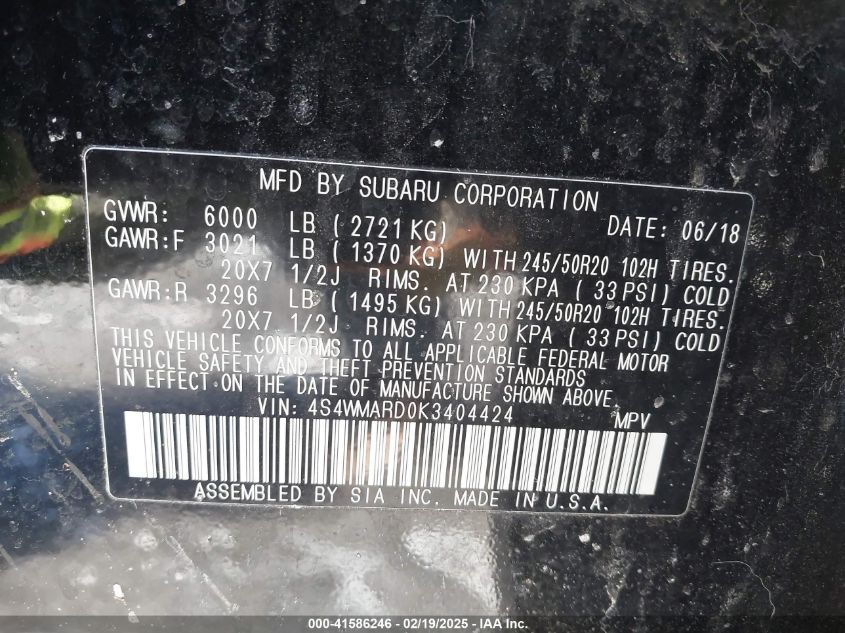 MFD BY SUBARU CORPORATION
GVWR: 6000 LB ( 2721 KG) DATE: 06/18
GAWR:F 3021 LB ( 1370 KG) WITH 245/50R20 102H TIRES.
20X7 1/2J RIMS. AT 230 KPA ( 33 PSI) COLD
GAWR:R 3296 LB ( 1495 KG) WITH 245/50R20 102H TIRES.
20X7 1/2J RIMS. AT 230 KPA ( 33 PSI) COLD
THIS VEHICLE CONFORMS TO ALL APPLICABLE FEDERAL MOTOR
VEHICLE SAFETY AND THEFT PREVENTION STANDARDS
IN EFFECT ON THE DATE OF MANUFACTURE SHOWN ABOVE.
VIN: 4S4WMARD0K3404424 MPV
ASSEMBLED BY SIA INC. MADE IN U.S.A.
000-41586246 - 02/19/2025 - IAA Inc.